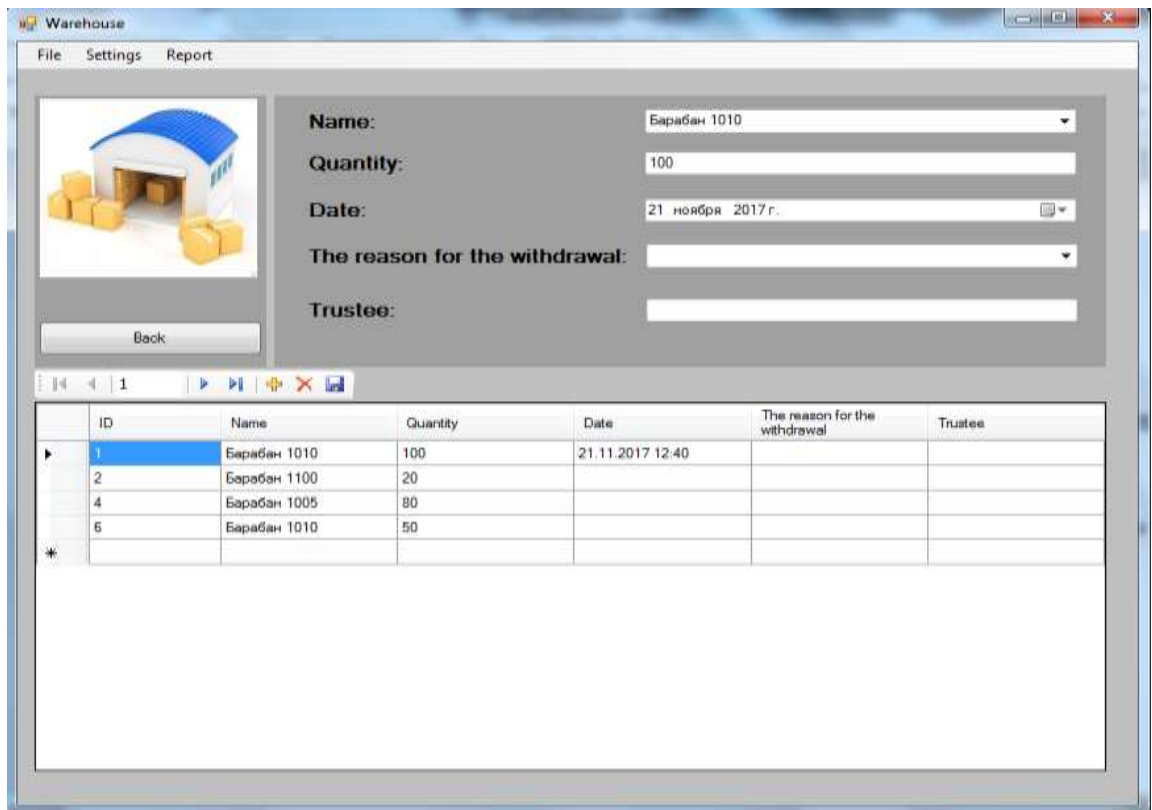 Warehouse
File Settings Report
Name: Барабан 1010
Quantity: 100
Date: 21 ноября 2017 г.
The reason for the withdrawal:
Trustee:
Back
1
ID Name Quantity Date The reason for the withdrawal Trustee
1 Барабан 1010 100 21.11.2017 12:40
2 Барабан 1100 20
4 Барабан 1005 80
6 Барабан 1010 50